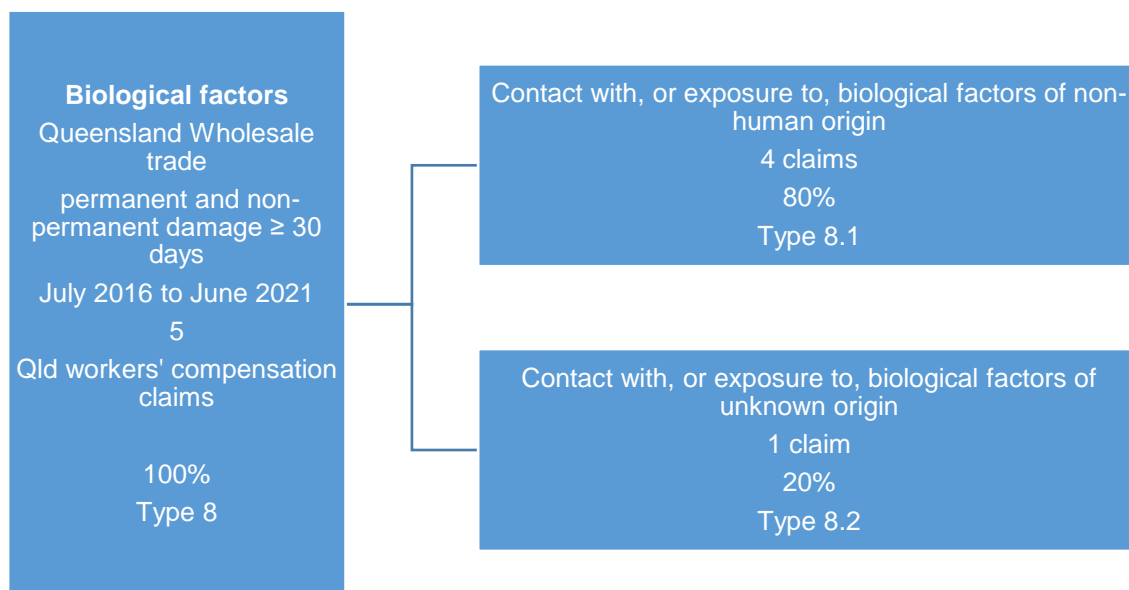 Biological factors
Queensland Wholesale
trade
permanent and non-
permanent damage ≥ 30
days
July 2016 to June 2021
5
Qld workers' compensation
claims
100%
Type 8
Contact with, or exposure to, biological factors of non-
human origin
4 claims
80%
Type 8.1
Contact with, or exposure to, biological factors of
unknown origin
1 claim
20%
Type 8.2